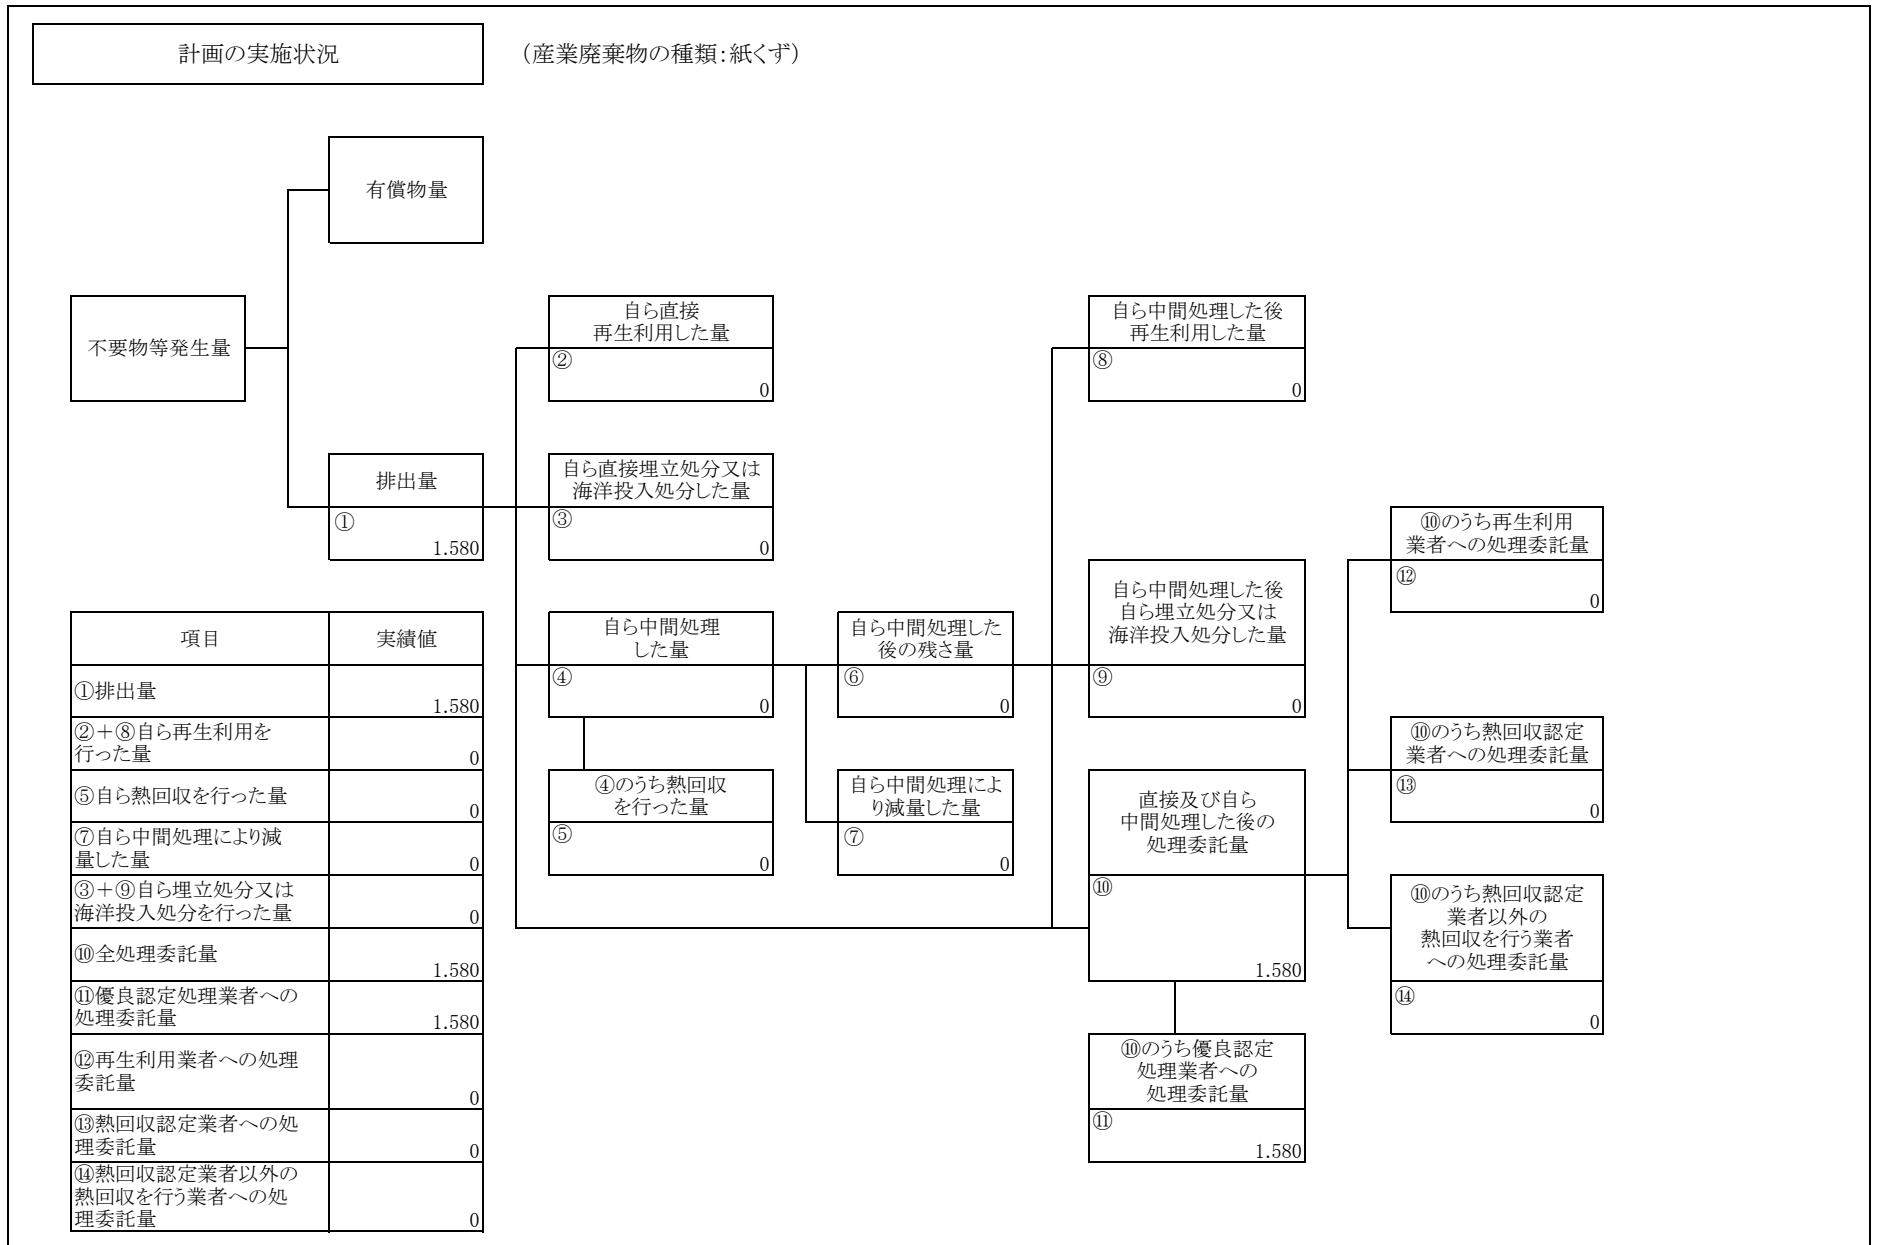 計画の実施状況
（産業廃棄物の種類：紙くず）
有償物量
不要物等発生量
自ら直接
再生利用した量
②
0
自ら中間処理した後
再生利用した量
⑧
0
排出量
①
1.580
自ら直接埋立処分又は
海洋投入処分した量
③
0
⑩のうち再生利用
業者への処理委託量
⑫
0
自ら中間処理した後
自ら埋立処分又は
海洋投入処分した量
⑨
0
自ら中間処理
した量
④
0
自ら中間処理した
後の残さ量
⑥
0
⑩のうち熱回収認定
業者への処理委託量
⑬
0
④のうち熱回収
を行った量
⑤
0
自ら中間処理によ
り減量した量
⑦
0
直接及び自ら
中間処理した後の
処理委託量
⑩
1.580
⑩のうち熱回収認定
業者以外の
熱回収を行う業者
への処理委託量
⑭
0
⑩のうち優良認定
処理業者への
処理委託量
⑪
1.580
項目
実績値
①排出量
1.580
②＋⑧自ら再生利用を
行った量
0
⑤自ら熱回収を行った量
0
⑦自ら中間処理により減
量した量
0
③＋⑨自ら埋立処分又は
海洋投入処分を行った量
0
⑩全処理委託量
1.580
⑪優良認定処理業者への
処理委託量
1.580
⑫再生利用業者への処理
委託量
0
⑬熱回収認定業者への処
理委託量
0
⑭熱回収認定業者以外の
熱回収を行う業者への処
理委託量
0